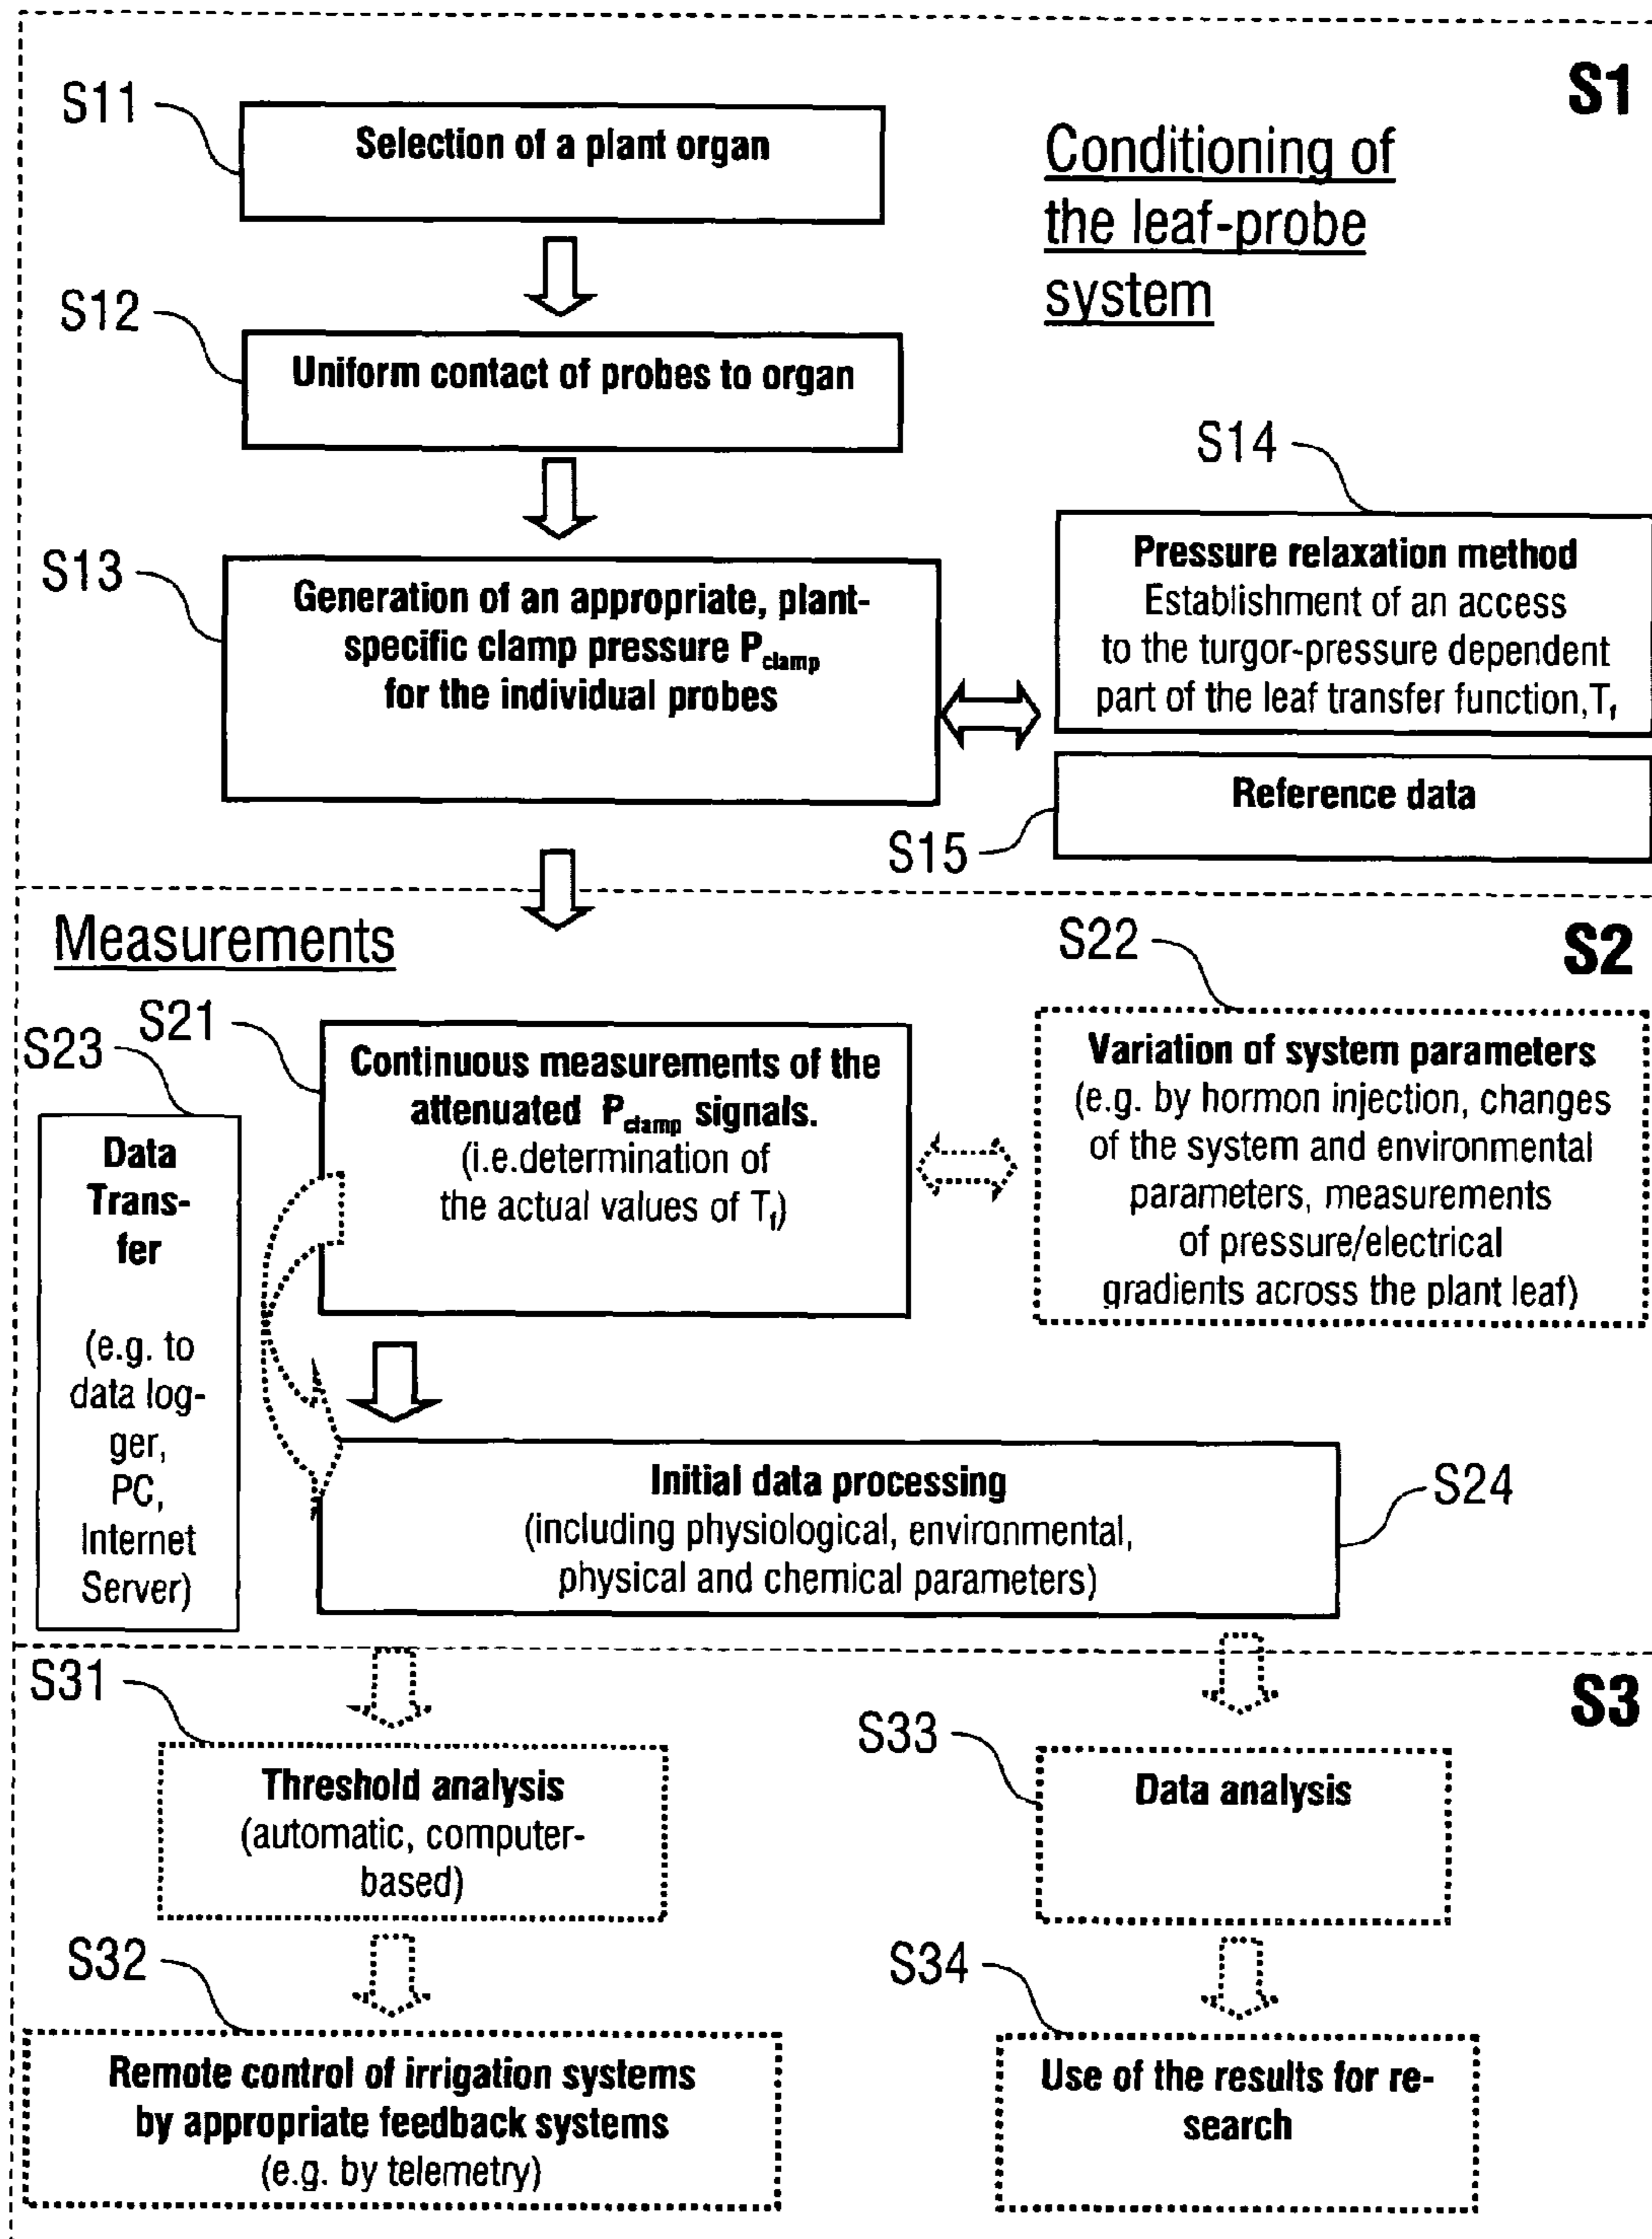 S1
S11
Selection of a plant organ
Conditioning of
the leaf-probe
system
S12
Uniform contact of probes to organ
S13
Generation of an appropriate, plant-
specific clamp pressure Pclamp
for the individual probes
S14
Pressure relaxation method
Establishment of an access
to the turgor-pressure dependent
part of the leaf transfer function,Tf
S15
Reference data
Measurements
S2
S21
Continuous measurements of the
attenuated Pclamp signals.
(i.e.determination of
the actual values of Tf)
S22
Variation of system parameters
(e.g. by hormon injection, changes
of the system and environmental
parameters, measurements
of pressure/electrical
gradients across the plant leaf)
S23
Data
Trans-
fer
(e.g. to
data log-
ger,
PC,
Internet
Server)
S24
Initial data processing
(including physiological, environmental,
physical and chemical parameters)
S3
S31
Threshold analysis
(automatic, computer-
based)
S32
Remote control of irrigation systems
by appropriate feedback systems
(e.g. by telemetry)
S33
Data analysis
S34
Use of the results for re-
search